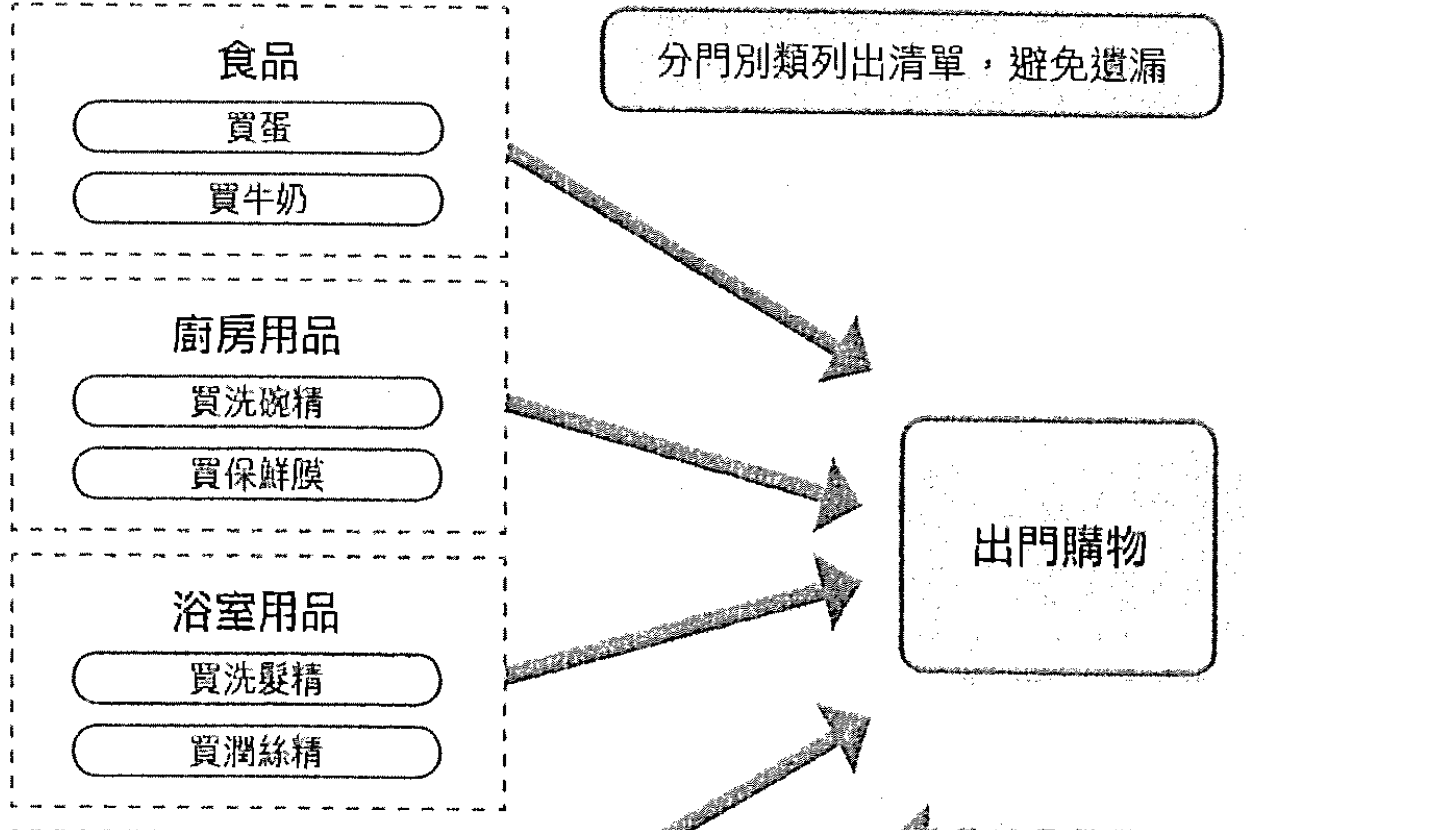 食品
買蛋
買牛奶
分門別類列出清單，避免遺漏
廚房用品
買洗碗精
買保鮮膜
浴室用品
買洗髮精
買潤絲精
出門購物